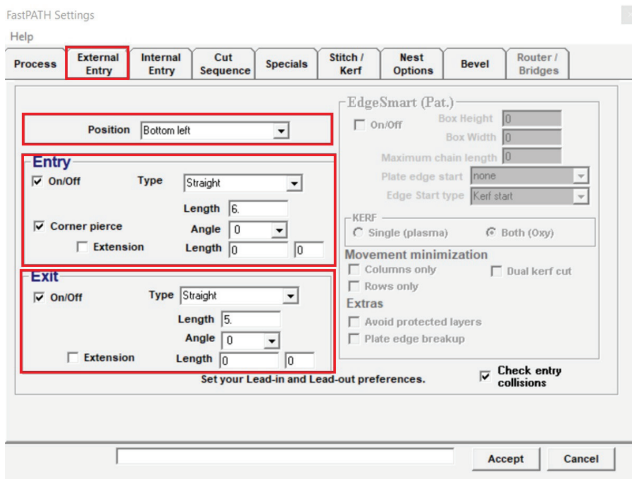 FastPATH Settings
Help
Process
External Entry
Internal Entry
Cut Sequence
Specials
Stitch / Kerf
Nest Options
Bevel
Router / Bridges
Position Bottom left
Entry
On/Off Type Straight
Length 6.
Corner pierce Angle 0
Extension Length 0 0
Exit
On/Off Type Straight
Length 5.
Angle 0
Extension Length 0 0
EdgeSmart (Pat.)
On/Off Box Height 0
Box Width 0
Maximum chain length 0
Plate edge start none
Edge Start type Kerf start
KERF
Single (plasma) Both (Oxy)
Movement minimization
Columns only Dual kerf cut
Rows only
Extras
Avoid protected layers
Plate edge breakup
Set your Lead-in and Lead-out preferences.
Check entry
collisions
Accept Cancel